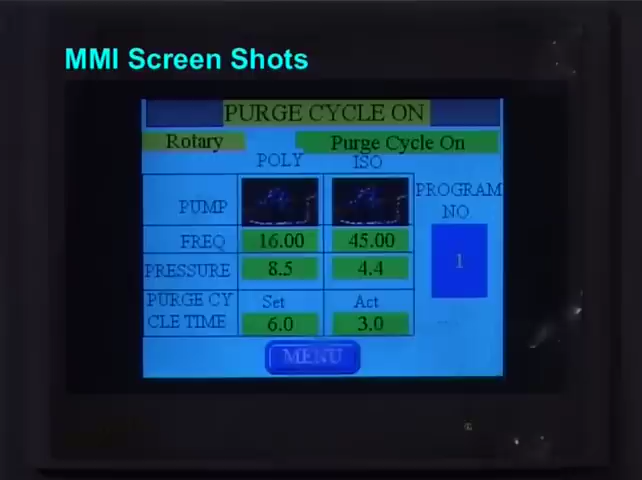 MMI Screen Shots
PURGE CYCLE ON
Rotary Purge Cycle On
POLY ISO
PUMP PROGRAM
NO
FREQ 16.00 45.00
PRESSURE 8.5 4.4 1
PURGE CY Set Act
CLE TIME 6.0 3.0
MENU